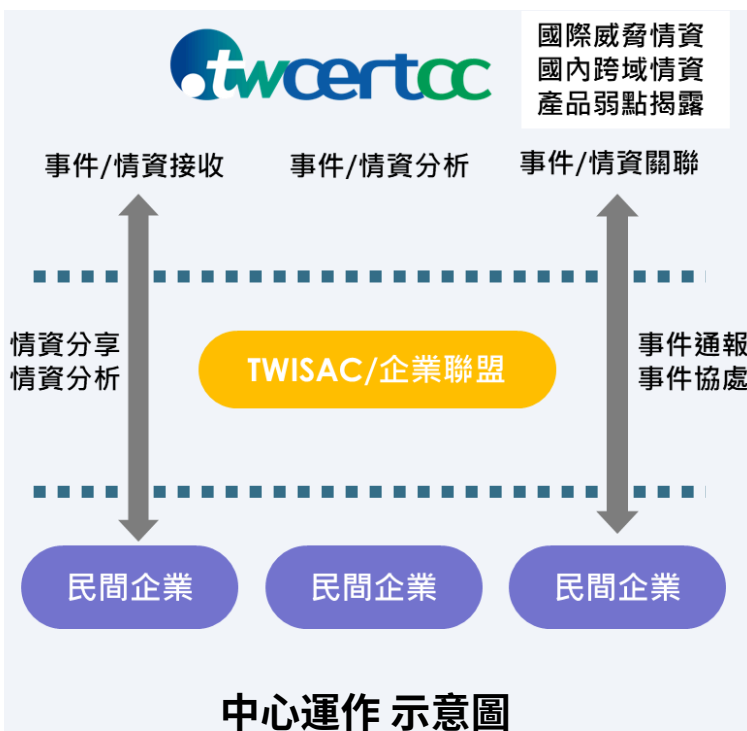 .twcertcc
國際威脅情資
國內跨域情資
產品弱點揭露
事件/情資接收
事件/情資分析
事件/情資關聯
情資分享
情資分析
TWISAC/企業聯盟
事件通報
事件協處
民間企業
民間企業
民間企業
中心運作 示意圖